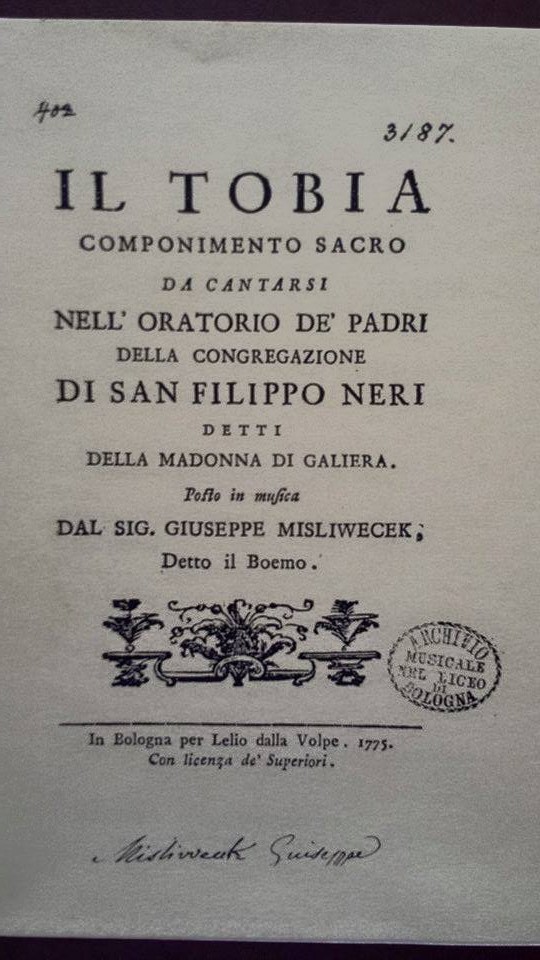 402
3187.
IL TOBIA
COMPONIMENTO SACRO
DA CANTARSI
NELL' ORATORIO DE' PADRI
DELLA CONGREGAZIONE
DI SAN FILIPPO NERI
DETTI
DELLA MADONNA DI GALIERA.
Poſto in muſica
DAL SIG. GIUSEPPE MISLIWECEK;
Detto il Boemo.
ARCHIVIO
MUSICALE
NEL LICEO
DI
BOLOGNA
In Bologna per Lelio dalla Volpe. 1775.
Con licenza de' Superiori.
Misliwecek Guiseppe